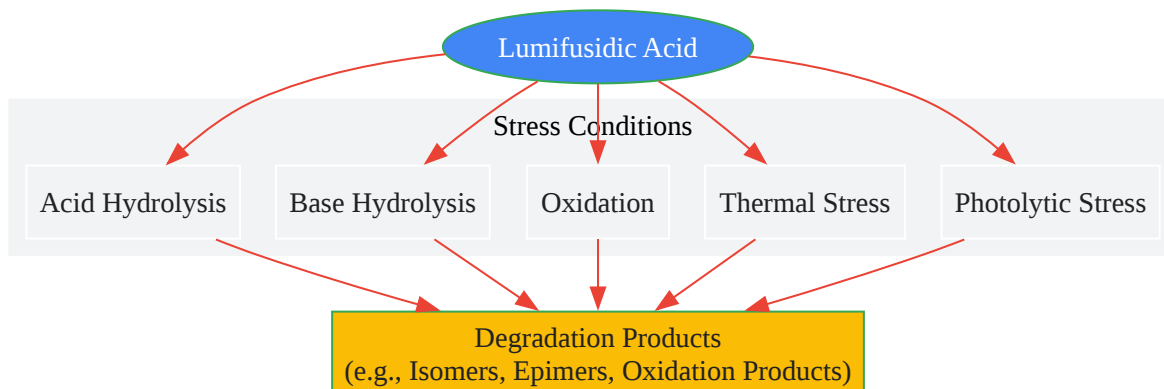 Lumifusidic Acid
Stress Conditions
Acid Hydrolysis
Base Hydrolysis
Oxidation
Thermal Stress
Photolytic Stress
Degradation Products
(e.g., Isomers, Epimers, Oxidation Products)